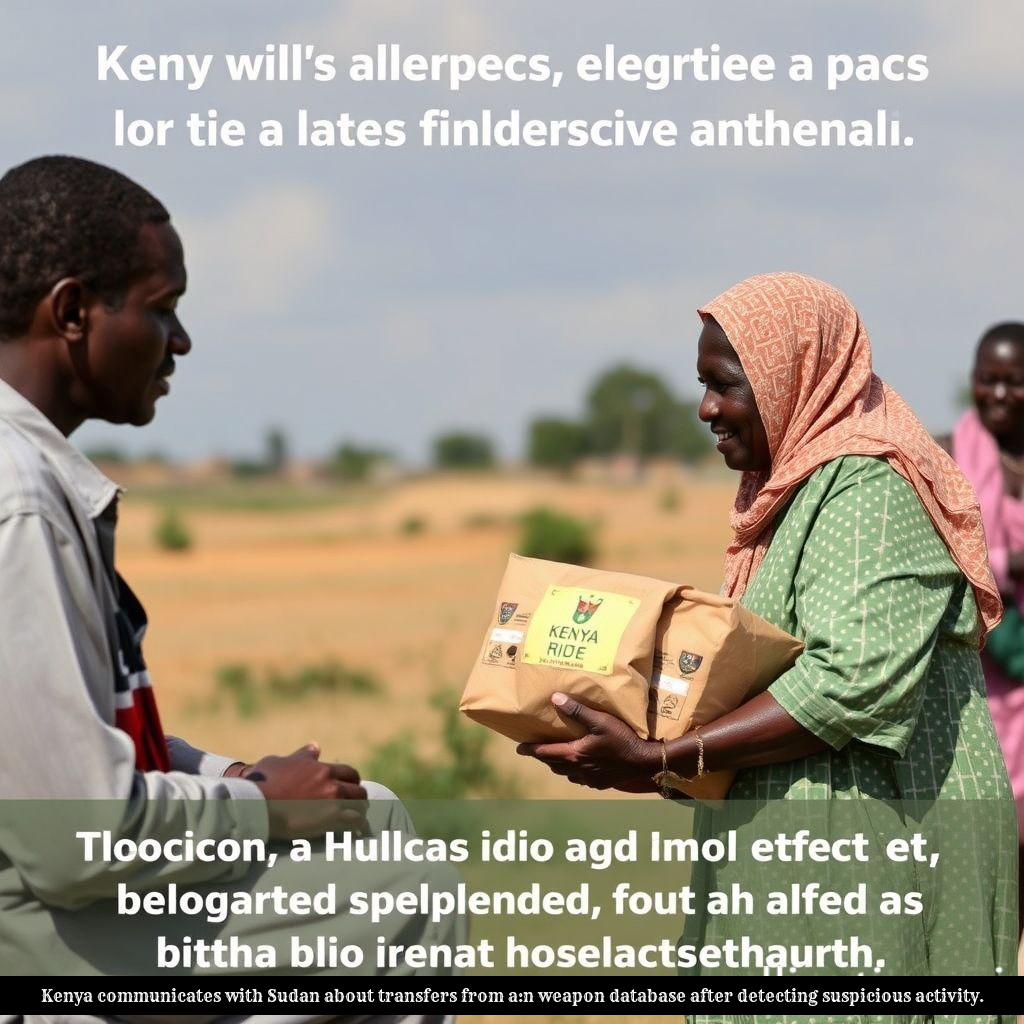 Keny will's allerpecs, elegrtiee a pacs
lor tie a lates finlderscive anthenali.
KENYA
RIDE
Tloocicon, a Hullcas idio agd Imol etfect et,
belogarted spelplended, fout ah alfed as
bittha blio irenat hoselactsethaurth.
Kenya communicates with Sudan about transfers from a:n weapon database after detecting suspicious activity.